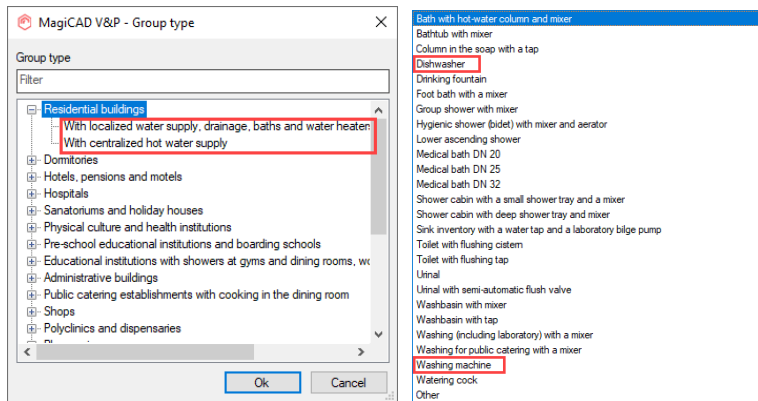 MagiCAD V&P - Group type
Group type
Filter
Residential buildings
With localized water supply, drainage, baths and water heaters
With centralized hot water supply
Dormitories
Hotels, pensions and motels
Hospitals
Sanatoriums and holiday houses
Physical culture and health institutions
Pre-school educational institutions and boarding schools
Educational institutions with showers at gyms and dining rooms, wo
Administrative buildings
Public catering establishments with cooking in the dining room
Shops
Polyclinics and dispensaries
Ok
Cancel
Bath with hot-water column and mixer
Bathtub with mixer
Column in the soap with a tap
Dishwasher
Drinking fountain
Foot bath with a mixer
Group shower with mixer
Hygienic shower (bidet) with mixer and aerator
Lower ascending shower
Medical bath DN 20
Medical bath DN 25
Medical bath DN 32
Shower cabin with a small shower tray and a mixer
Shower cabin with deep shower tray and mixer
Sink inventory with a water tap and a laboratory bilge pump
Toilet with flushing cistern
Toilet with flushing tap
Urinal
Urinal with semi-automatic flush valve
Washbasin with mixer
Washbasin with tap
Washing (including laboratory) with a mixer
Washing for public catering with a mixer
Washing machine
Watering cock
Other